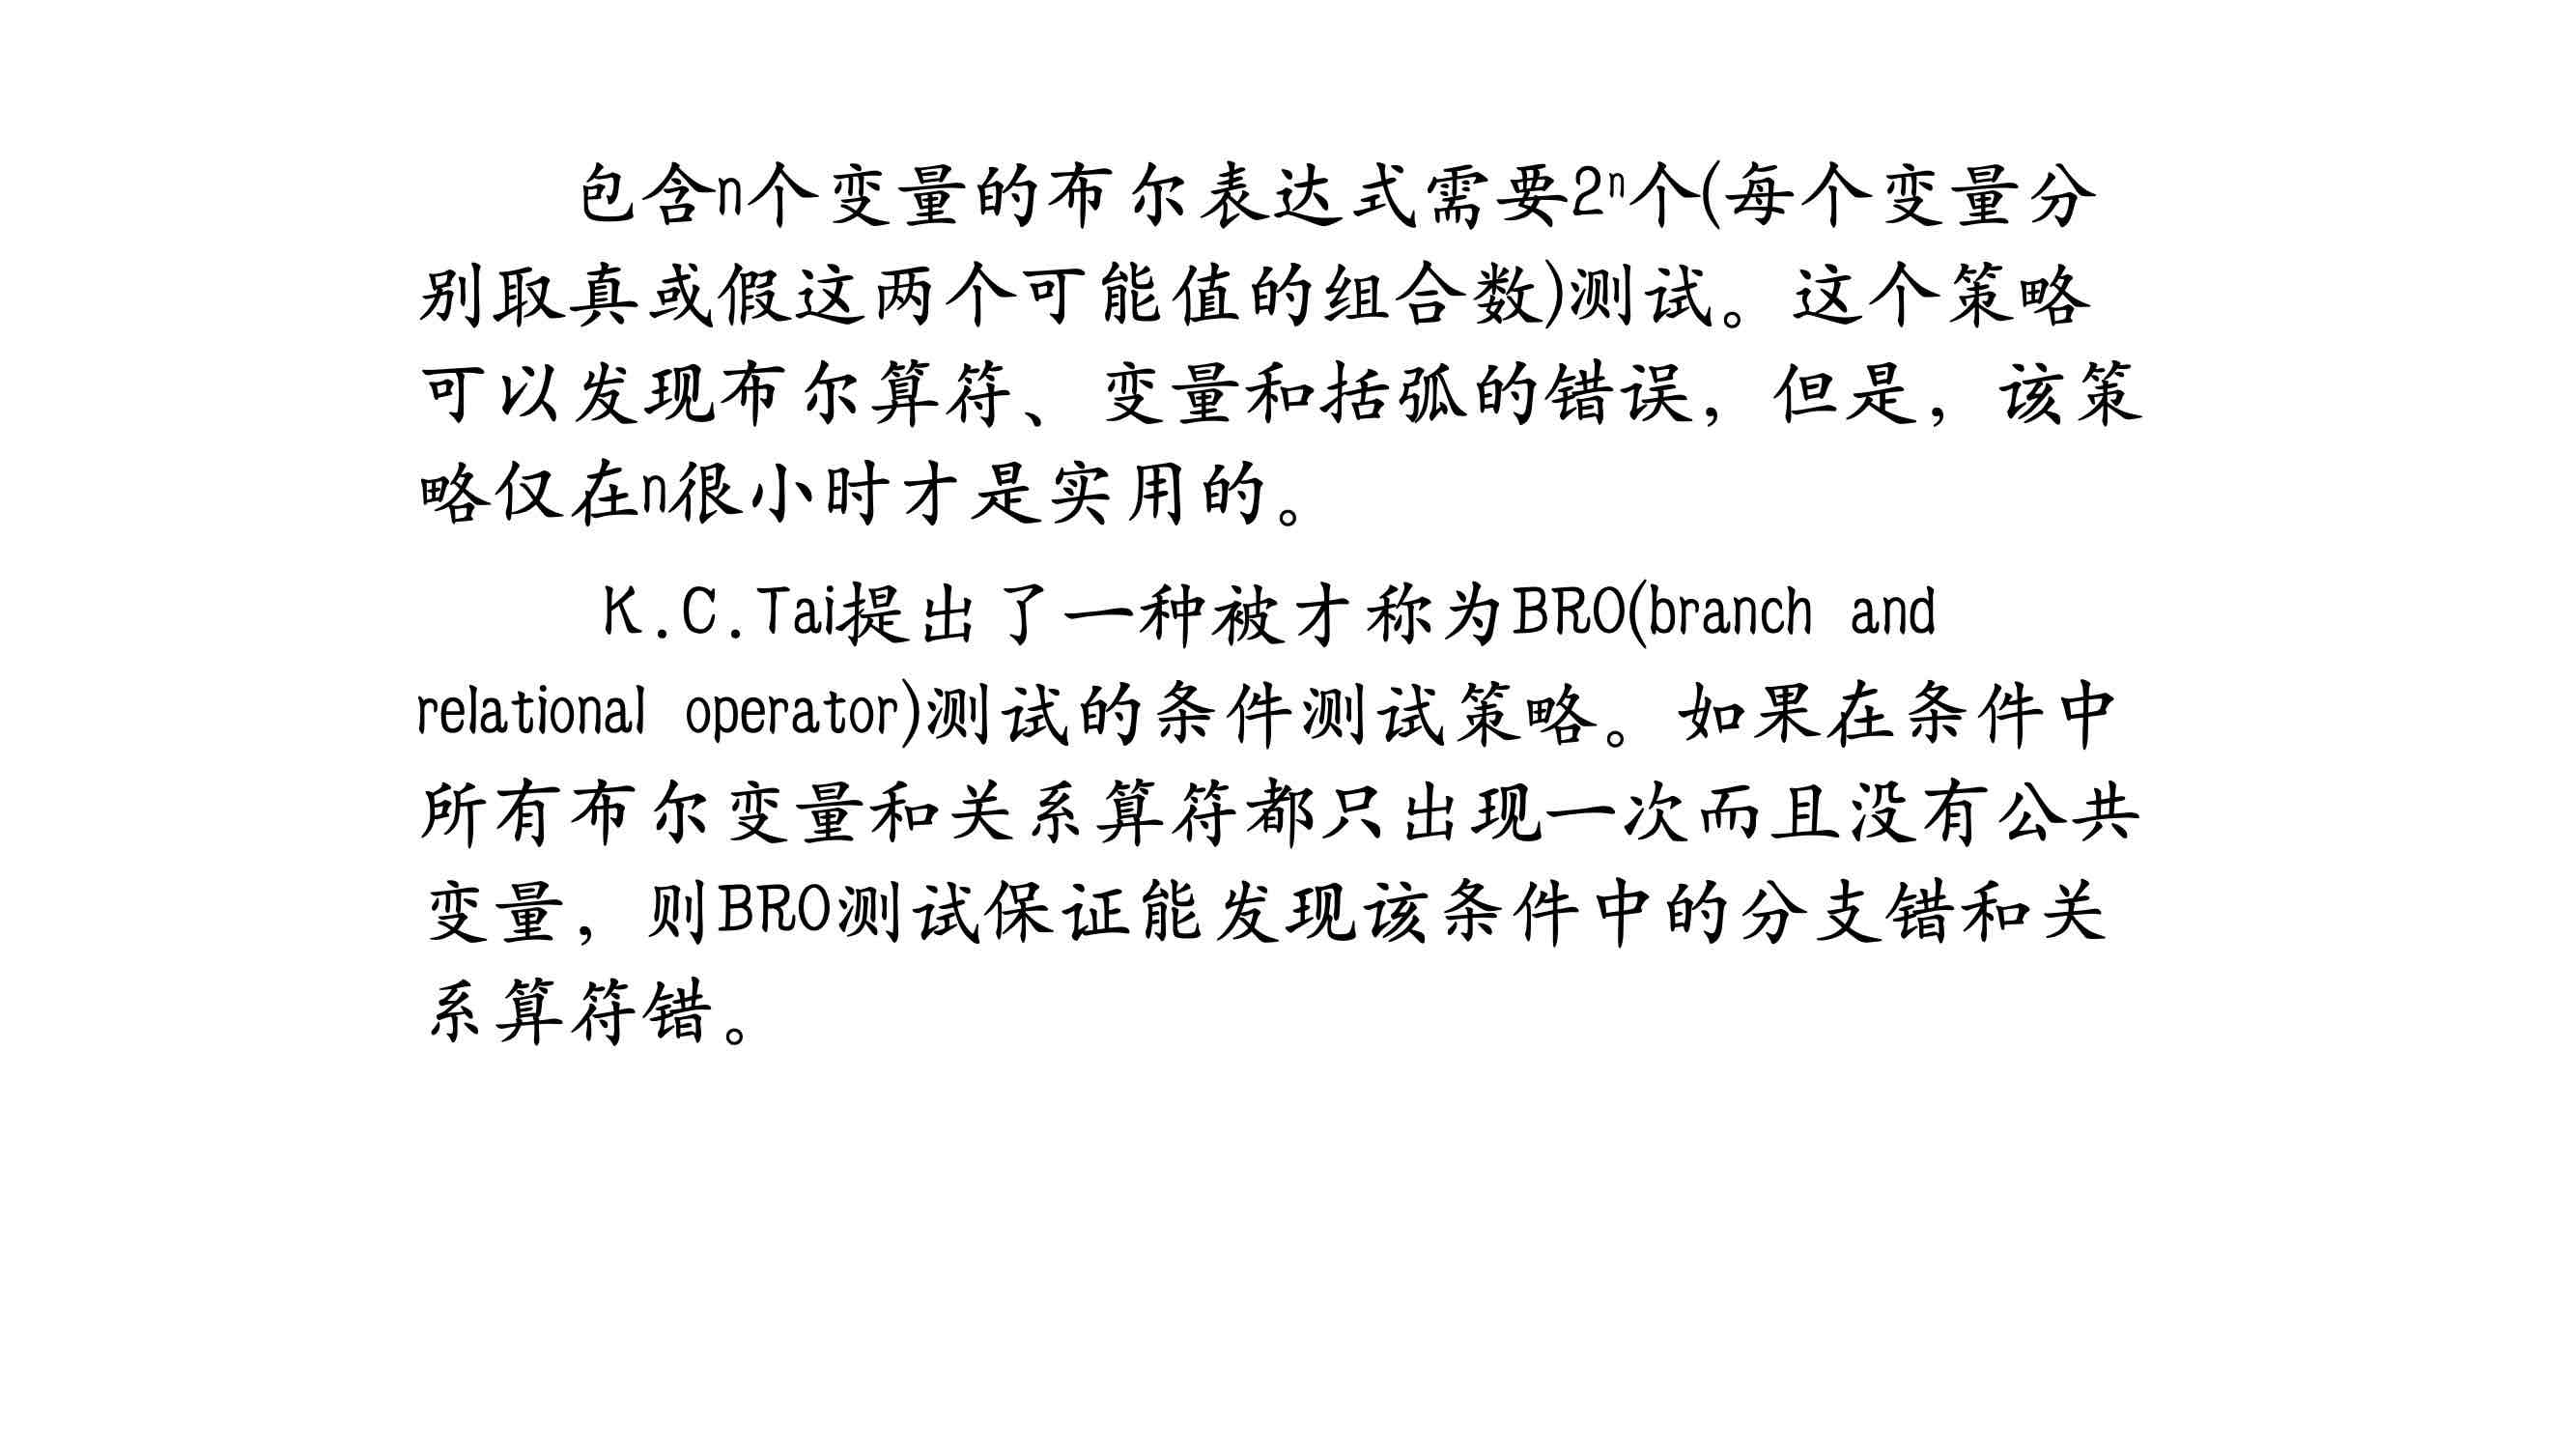 包含n个变量的布尔表达式需要2ⁿ个(每个变量分
别取真或假这两个可能值的组合数)测试。这个策略
可以发现布尔算符、变量和括弧的错误，但是，该策
略仅在n很小时才是实用的。
K.C.Tai提出了一种被才称为BRO(branch and
relational operator)测试的条件测试策略。如果在条件中
所有布尔变量和关系算符都只出现一次而且没有公共
变量，则BRO测试保证能发现该条件中的分支错和关
系算符错。